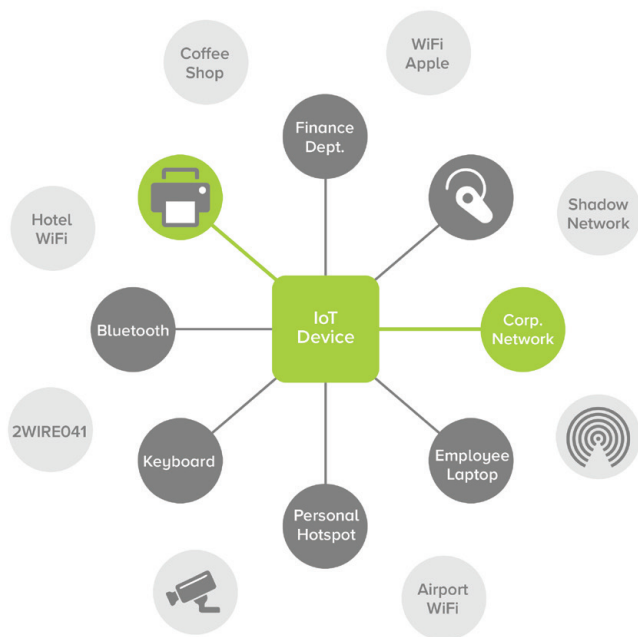 Coffee
Shop
WiFi
Apple
Finance
Dept.
Hotel
WiFi
Shadow
Network
Bluetooth
IoT
Device
Corp.
Network
2WIRE041
Keyboard
Employee
Laptop
Personal
Hotspot
Airport
WiFi